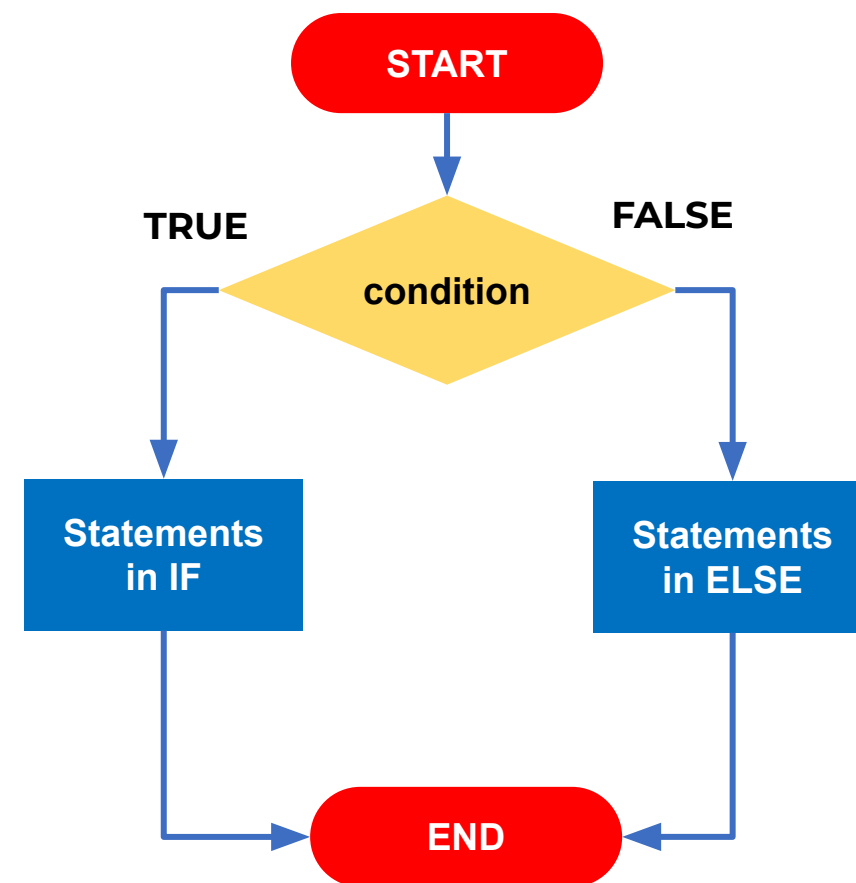 START
TRUE
FALSE
condition
Statements
in IF
Statements
in ELSE
END